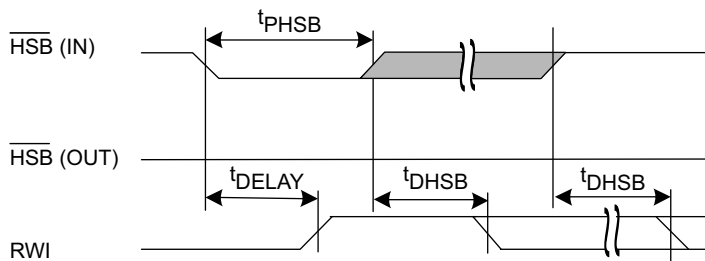 tPHSB
HSB (IN)
HSB (OUT)
tDELAY
tDHSB
tDHSB
RWI